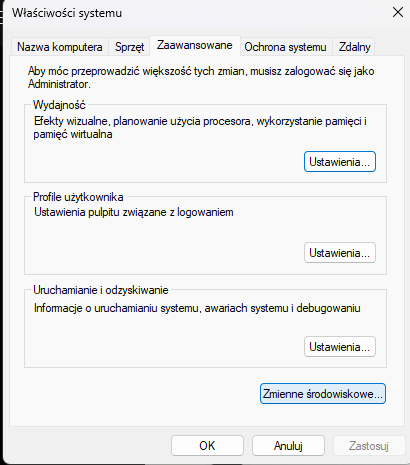 Właściwości systemu
Nazwa komputera Sprzęt Zaawansowane Ochrona systemu Zdalny
Aby móc przeprowadzić większość tych zmian, musisz zalogować się jako
Administrator.
Wydajność
Efekty wizualne, planowanie użycia procesora, wykorzystanie pamięci i
pamięć wirtualna
Ustawienia...
Profile użytkownika
Ustawienia pulpitu związane z logowaniem
Ustawienia...
Uruchamianie i odzyskiwanie
Informacje o uruchamianiu systemu, awariach systemu i debugowaniu
Ustawienia...
Zmienne środowiskowe...
OK Anuluj Zastosuj